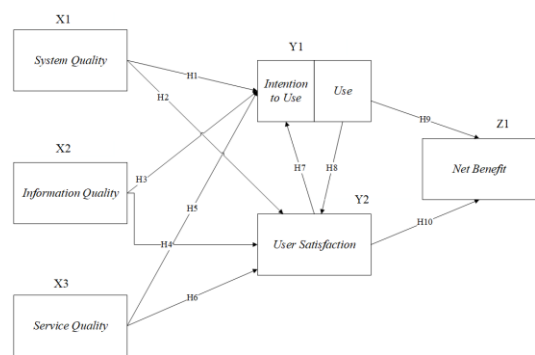 X1
System Quality
H1
H2
Y1
Intention
to Use
Use
H9
Z1
Net Benefit
X2
Information Quality
H3
H5
H7
H8
Y2
H4
User Satisfaction
H10
X3
Service Quality
H6